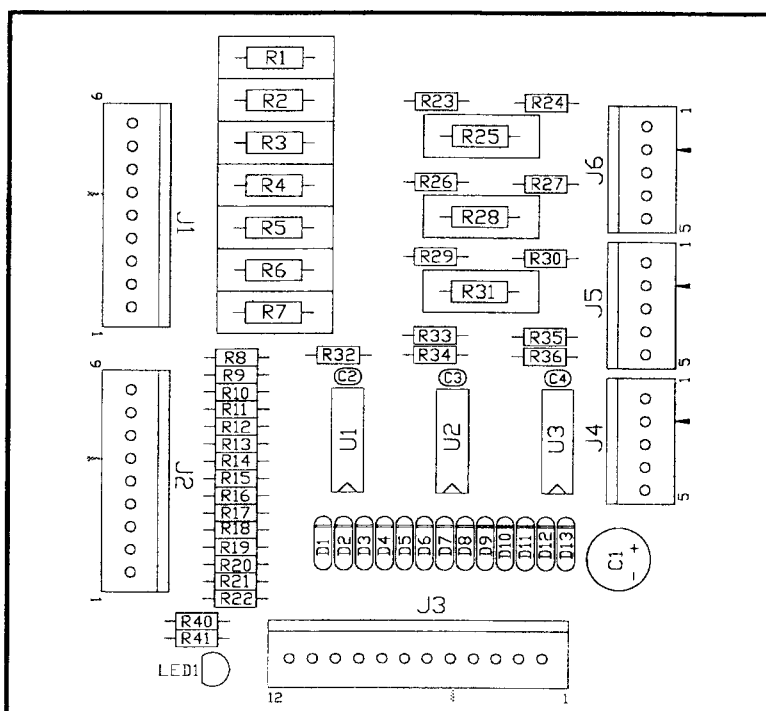 R1
R2
R3
R4
R5
R6
R7
9
J1
1
R23
R24
R25
R26
R27
R28
R29
R30
R31
R33
R34
R35
R36
R32
1
J6
5
1
J5
5
1
J4
5
9
J2
1
R8
R9
R10
R11
R12
R13
R14
R15
R16
R17
R18
R19
R20
R21
R22
C2
C3
C4
U1
U2
U3
D1
D2
D3
D4
D5
D6
D7
D8
D9
D10
D11
D12
D13
C1
- +
R40
R41
LED1
J3
12
1